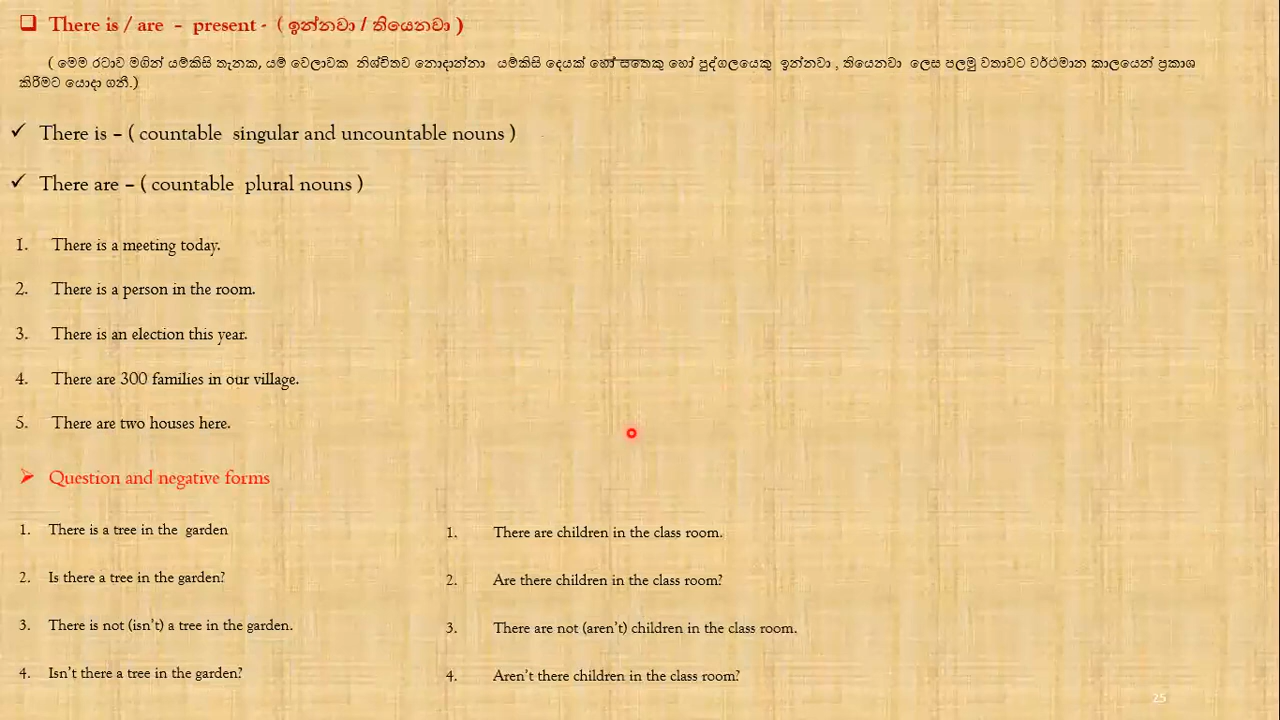 There is / are - present - ( ඉන්නවා / තියෙනවා )
( මෙම රටාව මගින් යම්කිසි තැනක, යම් වෙලාවක නිශ්චිතව නොදන්නා යම්කිසි දෙයක් හෝ සතෙකු හෝ පුද්ගලයෙකු ඉන්නවා , තියෙනවා ලෙස පලමු වතාවට වර්ථමාන කාලයෙන් ප්‍රකාශ
කිරීමට යොදා ගනී.)
✓ There is – ( countable singular and uncountable nouns )
✓ There are – ( countable plural nouns )
1. There is a meeting today.
2. There is a person in the room.
3. There is an election this year.
4. There are 300 families in our village.
5. There are two houses here.
Question and negative forms
1. There is a tree in the garden
2. Is there a tree in the garden?
3. There is not (isn't) a tree in the garden.
4. Isn't there a tree in the garden?
1. There are children in the class room.
2. Are there children in the class room?
3. There are not (aren't) children in the class room.
4. Aren't there children in the class room?
25